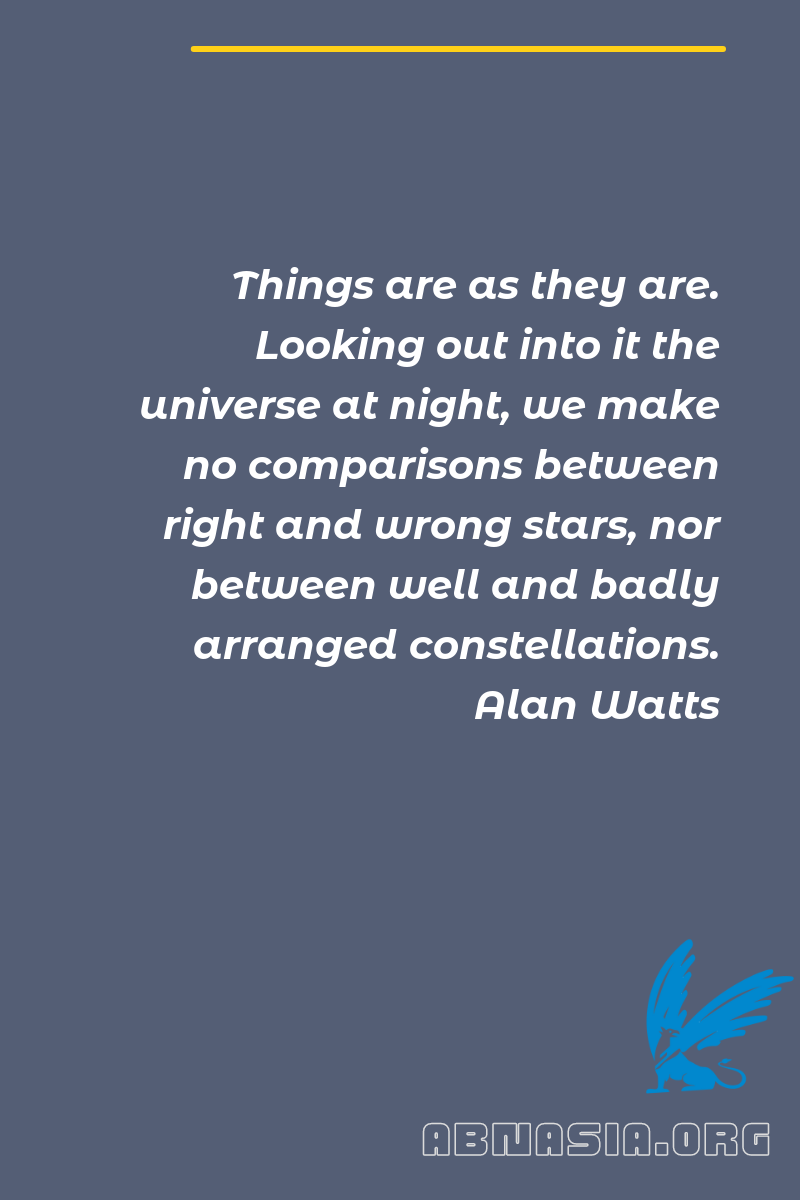 Things are as they are.
Looking out into it the
universe at night, we make
no comparisons between
right and wrong stars, nor
between well and badly
arranged constellations.
Alan Watts
ABNASIA.ORG